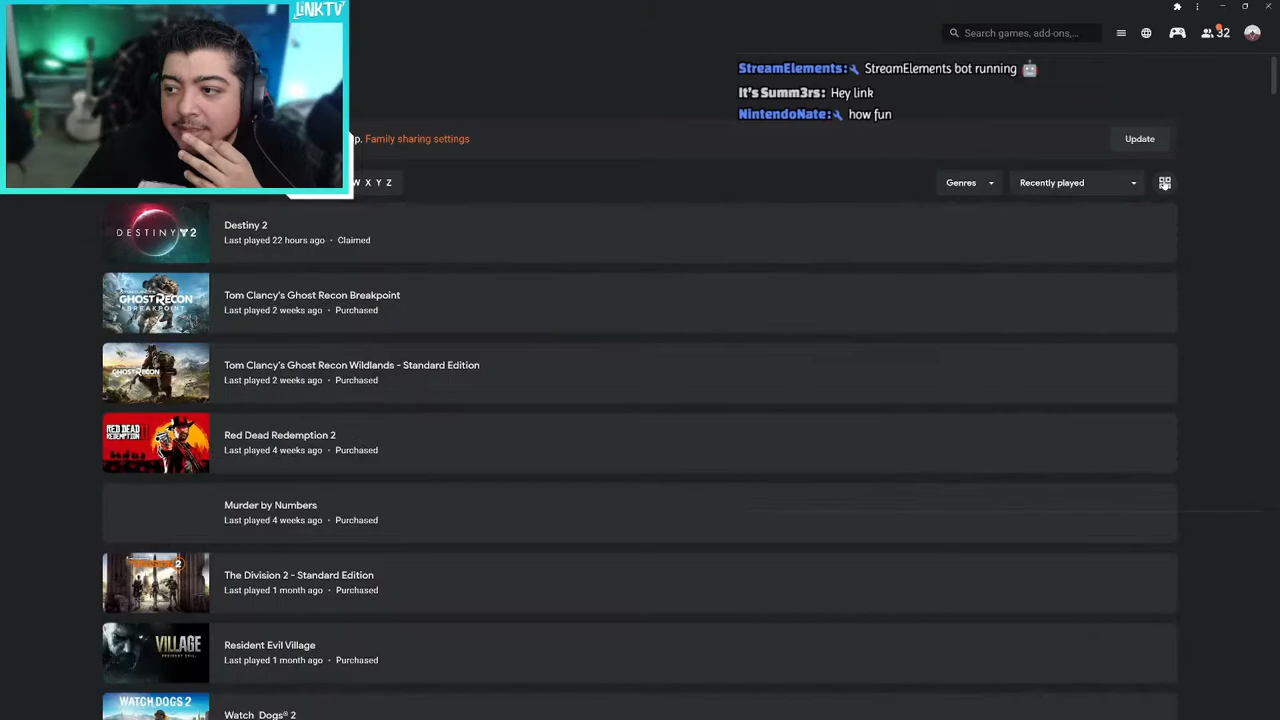 LiNKTV
Search games, add-ons,...
32
StreamElements: StreamElements bot running
It's Summ3rs: Hey link
NintendoNate: how fun
p. Family sharing settings
Update
W X Y Z
Genres
Recently played
DESTINY 2
Destiny 2
Last played 22 hours ago • Claimed
GHOST RECON
BREAKPOINT
Tom Clancy's Ghost Recon Breakpoint
Last played 2 weeks ago • Purchased
GHOST RECON
Tom Clancy's Ghost Recon Wildlands - Standard Edition
Last played 2 weeks ago • Purchased
RED DEAD
REDEMPTION II
Red Dead Redemption 2
Last played 4 weeks ago • Purchased
Murder by Numbers
Last played 4 weeks ago • Purchased
The Division 2 - Standard Edition
Last played 1 month ago • Purchased
VILLAGE
RESIDENT EVIL
Resident Evil Village
Last played 1 month ago • Purchased
WATCH DOGS 2
Watch_Dogs® 2